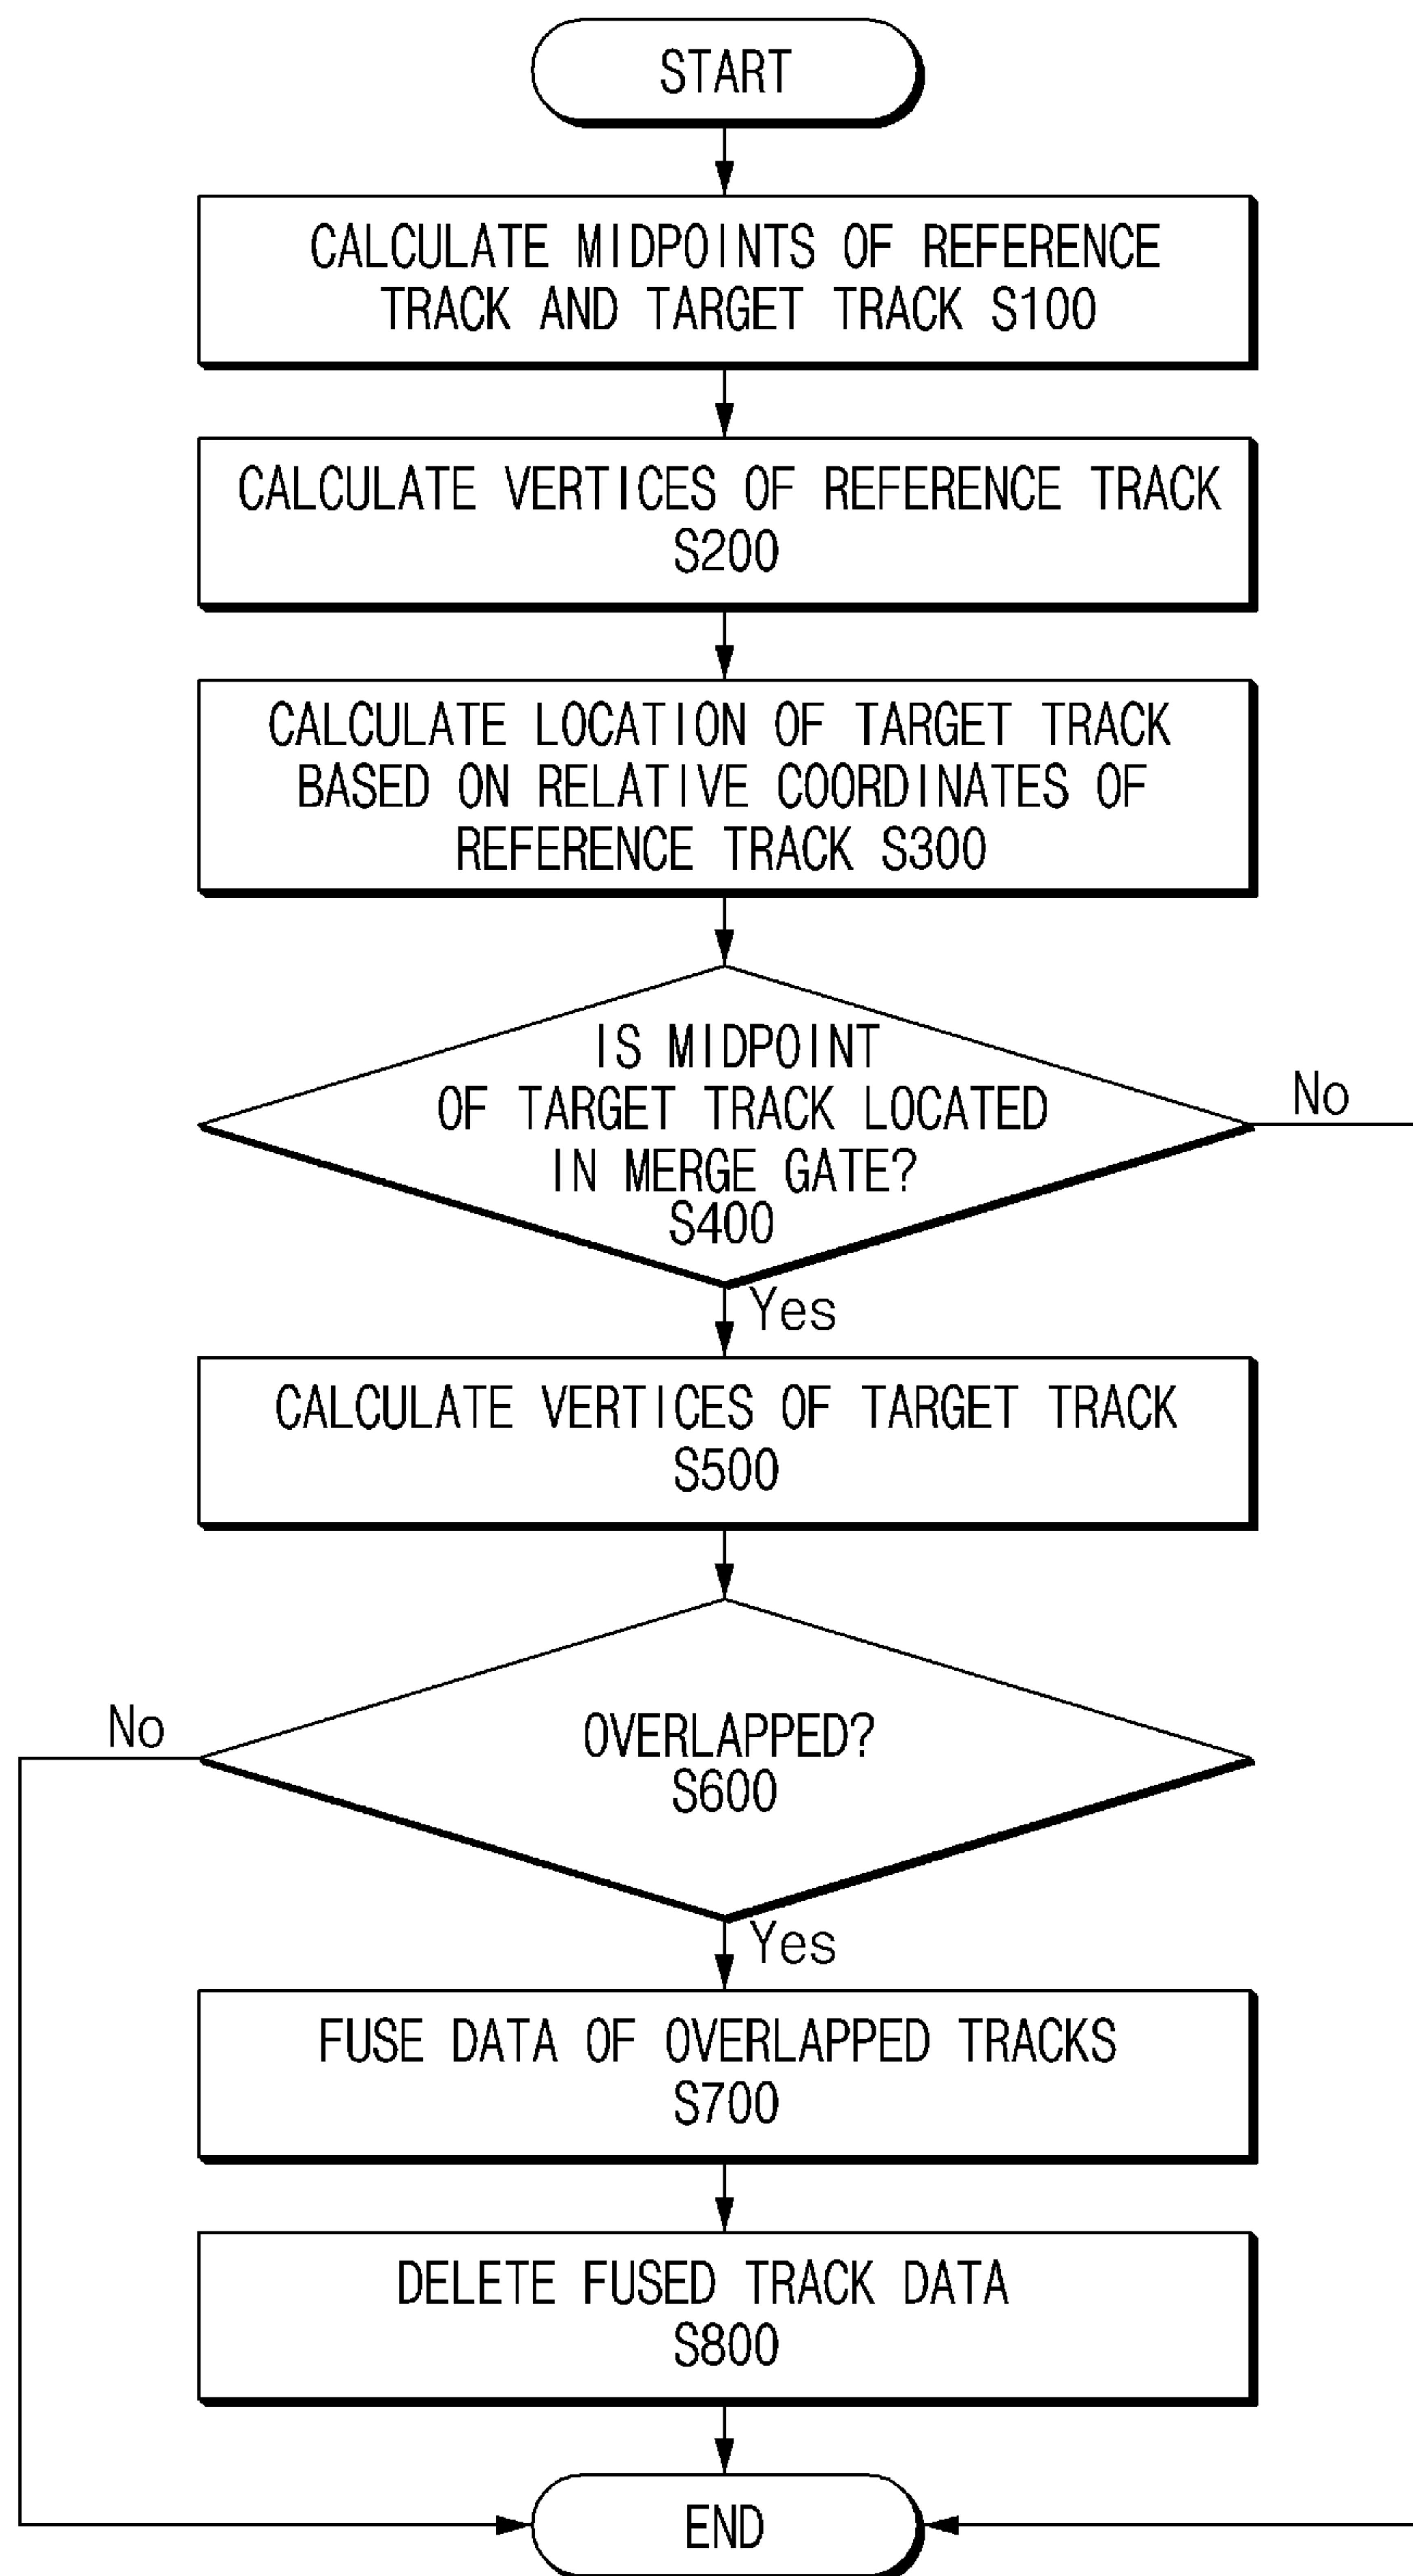 START
CALCULATE MIDPOINTS OF REFERENCE
TRACK AND TARGET TRACK S100
CALCULATE VERTICES OF REFERENCE TRACK
S200
CALCULATE LOCATION OF TARGET TRACK
BASED ON RELATIVE COORDINATES OF
REFERENCE TRACK S300
IS MIDPOINT
OF TARGET TRACK LOCATED
IN MERGE GATE?
S400
No
Yes
CALCULATE VERTICES OF TARGET TRACK
S500
No
OVERLAPPED?
S600
Yes
FUSE DATA OF OVERLAPPED TRACKS
S700
DELETE FUSED TRACK DATA
S800
END